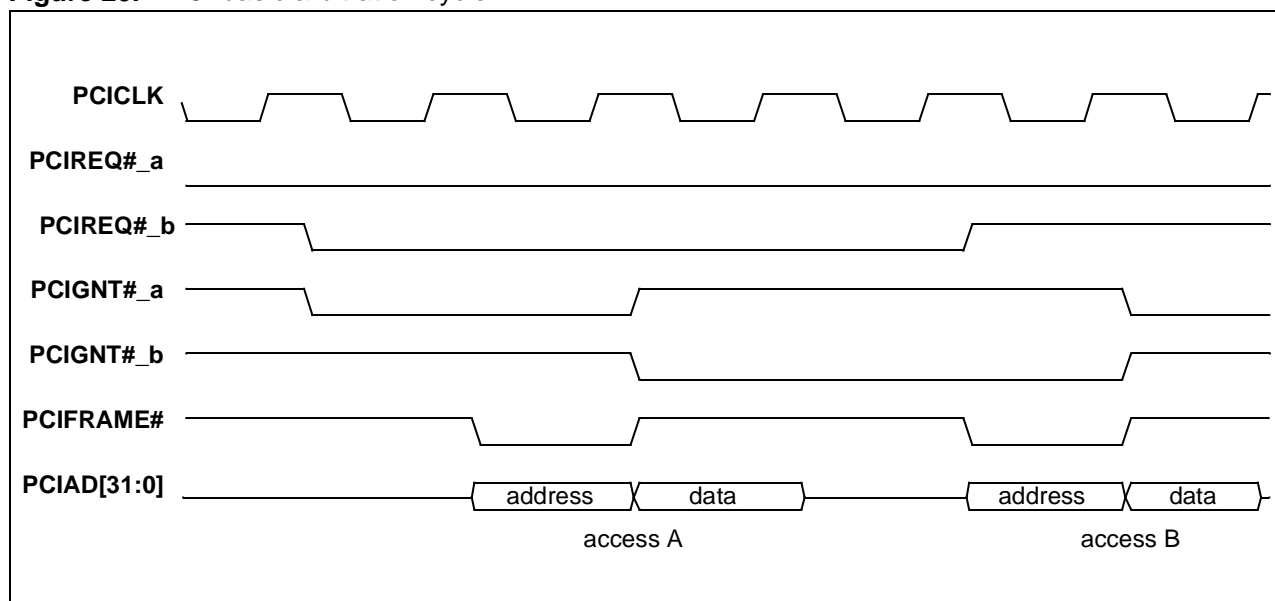 PCICLK
PCIREQ#_a
PCIREQ#_b
PCIGNT#_a
PCIGNT#_b
PCIFRAME#
PCIAD[31:0]
address data address data
access A access B